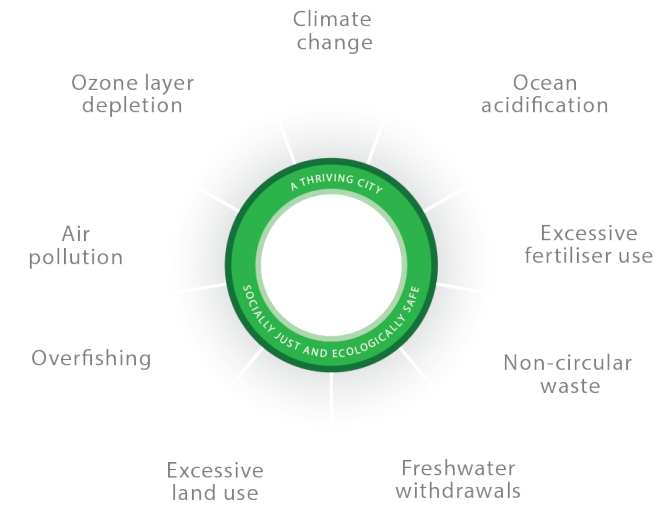 Climate
change
Ozone layer
depletion
Ocean
acidification
A THRIVING CITY
Air
pollution
Excessive
fertiliser use
SOCIALLY JUST AND ECOLOGICALLY SAFE
Overfishing
Non-circular
waste
Excessive
land use
Freshwater
withdrawals